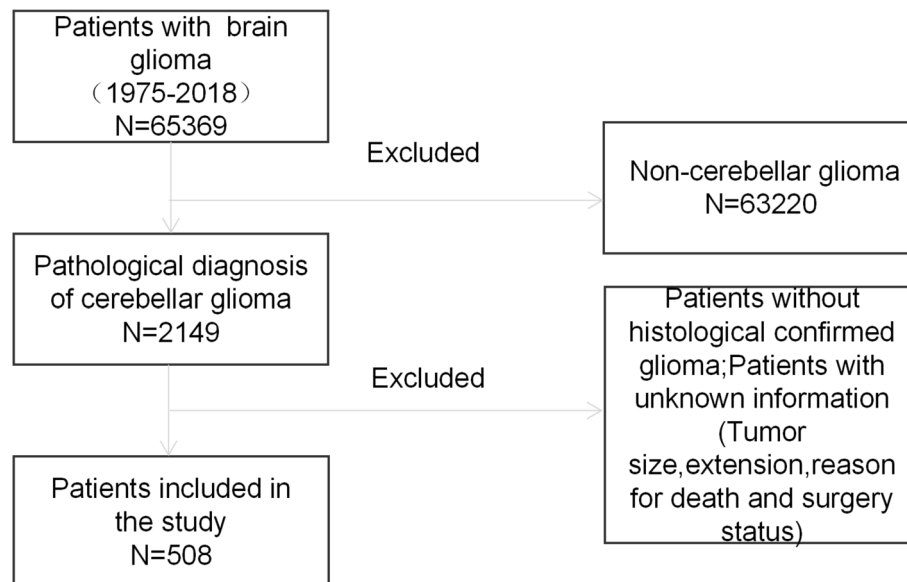 Patients with brain
glioma
（1975-2018）
N=65369
Excluded
Non-cerebellar glioma
N=63220
Pathological diagnosis
of cerebellar glioma
N=2149
Excluded
Patients without
histological confirmed
glioma;Patients with
unknown information
(Tumor
size,extension,reason
for death and surgery
status)
Patients included in
the study
N=508